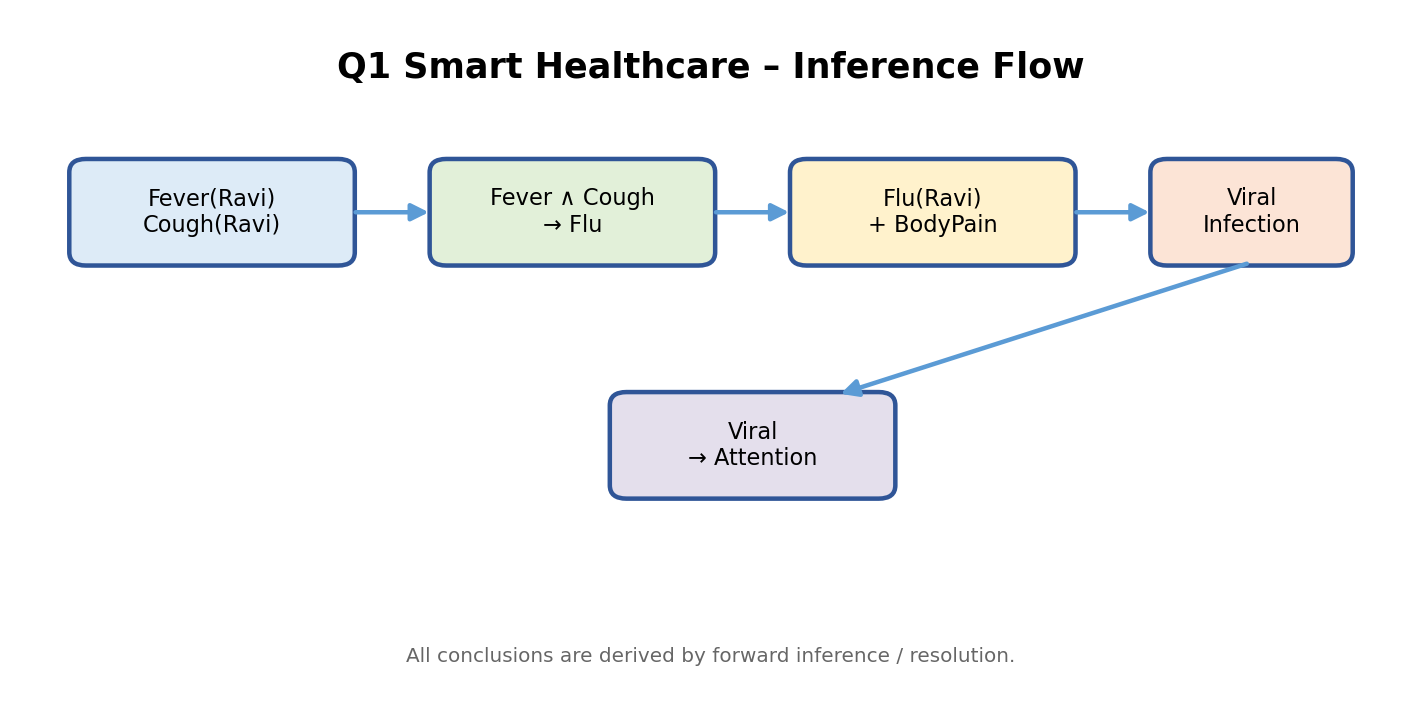 Q1 Smart Healthcare – Inference Flow
Fever(Ravi)
Cough(Ravi)
Fever ∧ Cough
→ Flu
Flu(Ravi)
+ BodyPain
Viral
Infection
Viral
→ Attention
All conclusions are derived by forward inference / resolution.